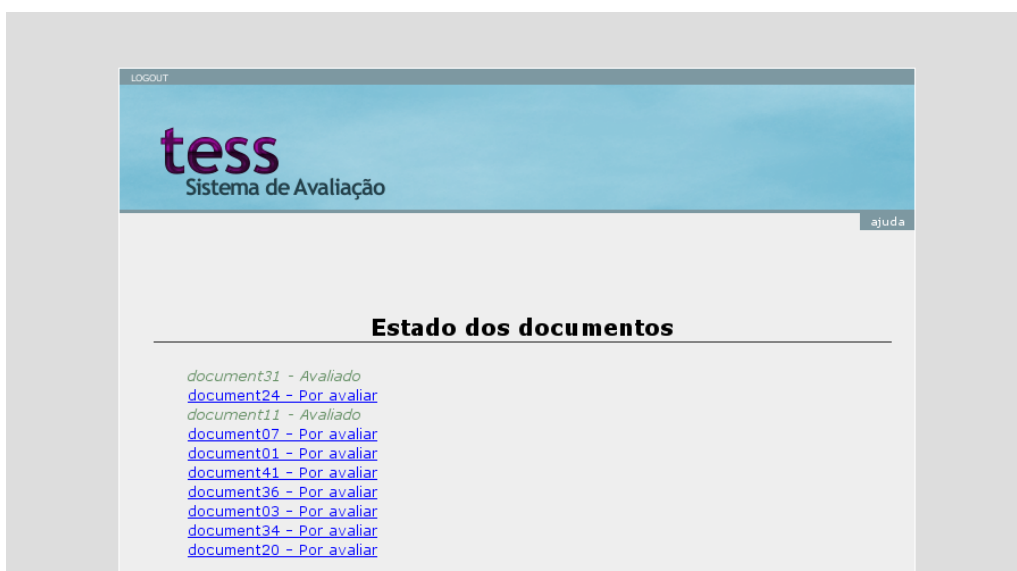 LOGOUT
tess
Sistema de Avaliação
ajuda
Estado dos documentos
document31 - Avaliado
document24 - Por avaliar
document11 - Avaliado
document07 - Por avaliar
document01 - Por avaliar
document41 - Por avaliar
document36 - Por avaliar
document03 - Por avaliar
document34 - Por avaliar
document20 - Por avaliar